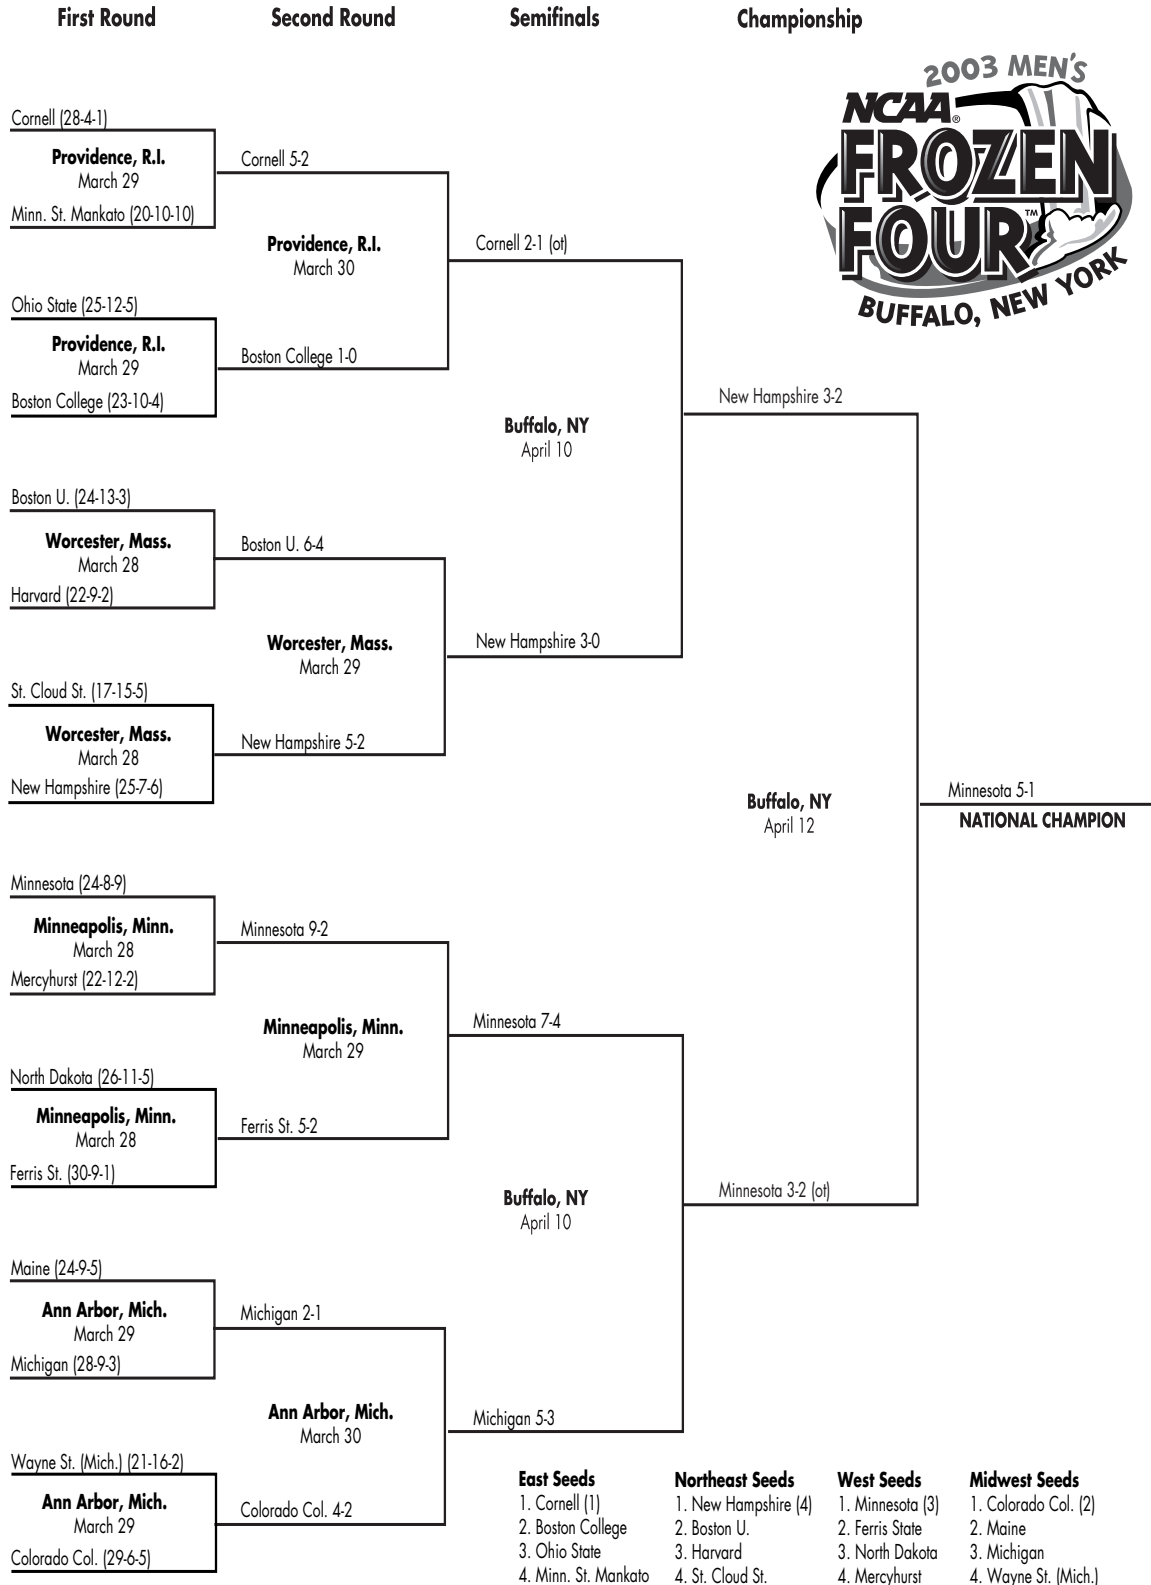 First Round
Second Round
Semifinals
Championship
2003 MEN'S
NCAA®
FROZEN
FOUR™
BUFFALO, NEW YORK
Cornell (28-4-1)
Providence, R.I.
March 29
Minn. St. Mankato (20-10-10)
Cornell 5-2
Providence, R.I.
March 30
Ohio State (25-12-5)
Providence, R.I.
March 29
Boston College (23-10-4)
Boston College 1-0
Cornell 2-1 (ot)
Buffalo, NY
April 10
New Hampshire 3-2
Boston U. (24-13-3)
Worcester, Mass.
March 28
Harvard (22-9-2)
Boston U. 6-4
Worcester, Mass.
March 29
New Hampshire 3-0
St. Cloud St. (17-15-5)
Worcester, Mass.
March 28
New Hampshire (25-7-6)
New Hampshire 5-2
Buffalo, NY
April 12
Minnesota 5-1
NATIONAL CHAMPION
Minnesota (24-8-9)
Minneapolis, Minn.
March 28
Mercyhurst (22-12-2)
Minnesota 9-2
Minneapolis, Minn.
March 29
Minnesota 7-4
North Dakota (26-11-5)
Minneapolis, Minn.
March 28
Ferris St. (30-9-1)
Ferris St. 5-2
Buffalo, NY
April 10
Minnesota 3-2 (ot)
Maine (24-9-5)
Ann Arbor, Mich.
March 29
Michigan (28-9-3)
Michigan 2-1
Ann Arbor, Mich.
March 30
Michigan 5-3
Wayne St. (Mich.) (21-16-2)
Ann Arbor, Mich.
March 29
Colorado Col. (29-6-5)
Colorado Col. 4-2
East Seeds
1. Cornell (1)
2. Boston College
3. Ohio State
4. Minn. St. Mankato
Northeast Seeds
1. New Hampshire (4)
2. Boston U.
3. Harvard
4. St. Cloud St.
West Seeds
1. Minnesota (3)
2. Ferris State
3. North Dakota
4. Mercyhurst
Midwest Seeds
1. Colorado Col. (2)
2. Maine
3. Michigan
4. Wayne St. (Mich.)